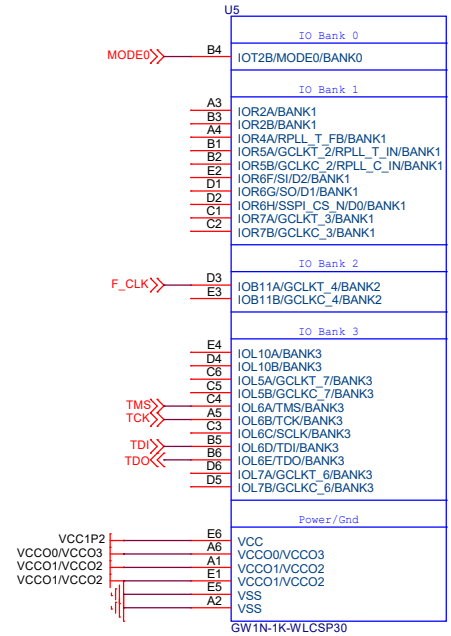 U5
IO Bank 0
MODE0 B4 IOT2B/MODE0/BANK0
IO Bank 1
A3 IOR2A/BANK1
B3 IOR2B/BANK1
A4 IOR4A/RPLL_T_FB/BANK1
B1 IOR5A/GCLKT_2/RPLL_T_IN/BANK1
B2 IOR5B/GCLKC_2/RPLL_C_IN/BANK1
E2 IOR6F/SI/D2/BANK1
D1 IOR6G/SO/D1/BANK1
D2 IOR6H/SSPI_CS_N/D0/BANK1
C1 IOR7A/GCLKT_3/BANK1
C2 IOR7B/GCLKC_3/BANK1
IO Bank 2
F_CLK D3 IOB11A/GCLKT_4/BANK2
E3 IOB11B/GCLKC_4/BANK2
IO Bank 3
E4 IOL10A/BANK3
D4 IOL10B/BANK3
C6 IOL5A/GCLKT_7/BANK3
C5 IOL5B/GCLKC_7/BANK3
TMS C4 IOL6A/TMS/BANK3
TCK A5 IOL6B/TCK/BANK3
C3 IOL6C/SCLK/BANK3
TDI B5 IOL6D/TDI/BANK3
TDO B6 IOL6E/TDO/BANK3
D6 IOL7A/GCLKT_6/BANK3
D5 IOL7B/GCLKC_6/BANK3
Power/Gnd
VCC1P2 E6 VCC
VCCO0/VCCO3 A6 VCCO0/VCCO3
VCCO1/VCCO2 A1 VCCO1/VCCO2
VCCO1/VCCO2 E1 VCCO1/VCCO2
E5 VSS
A2 VSS
GW1N-1K-WLCSP30